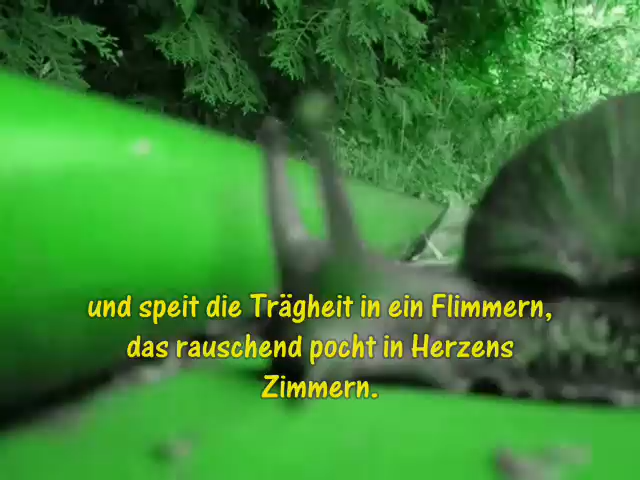 und speit die Trägheit in ein Flimmern,
das rauschend pocht in Herzens
Zimmern.